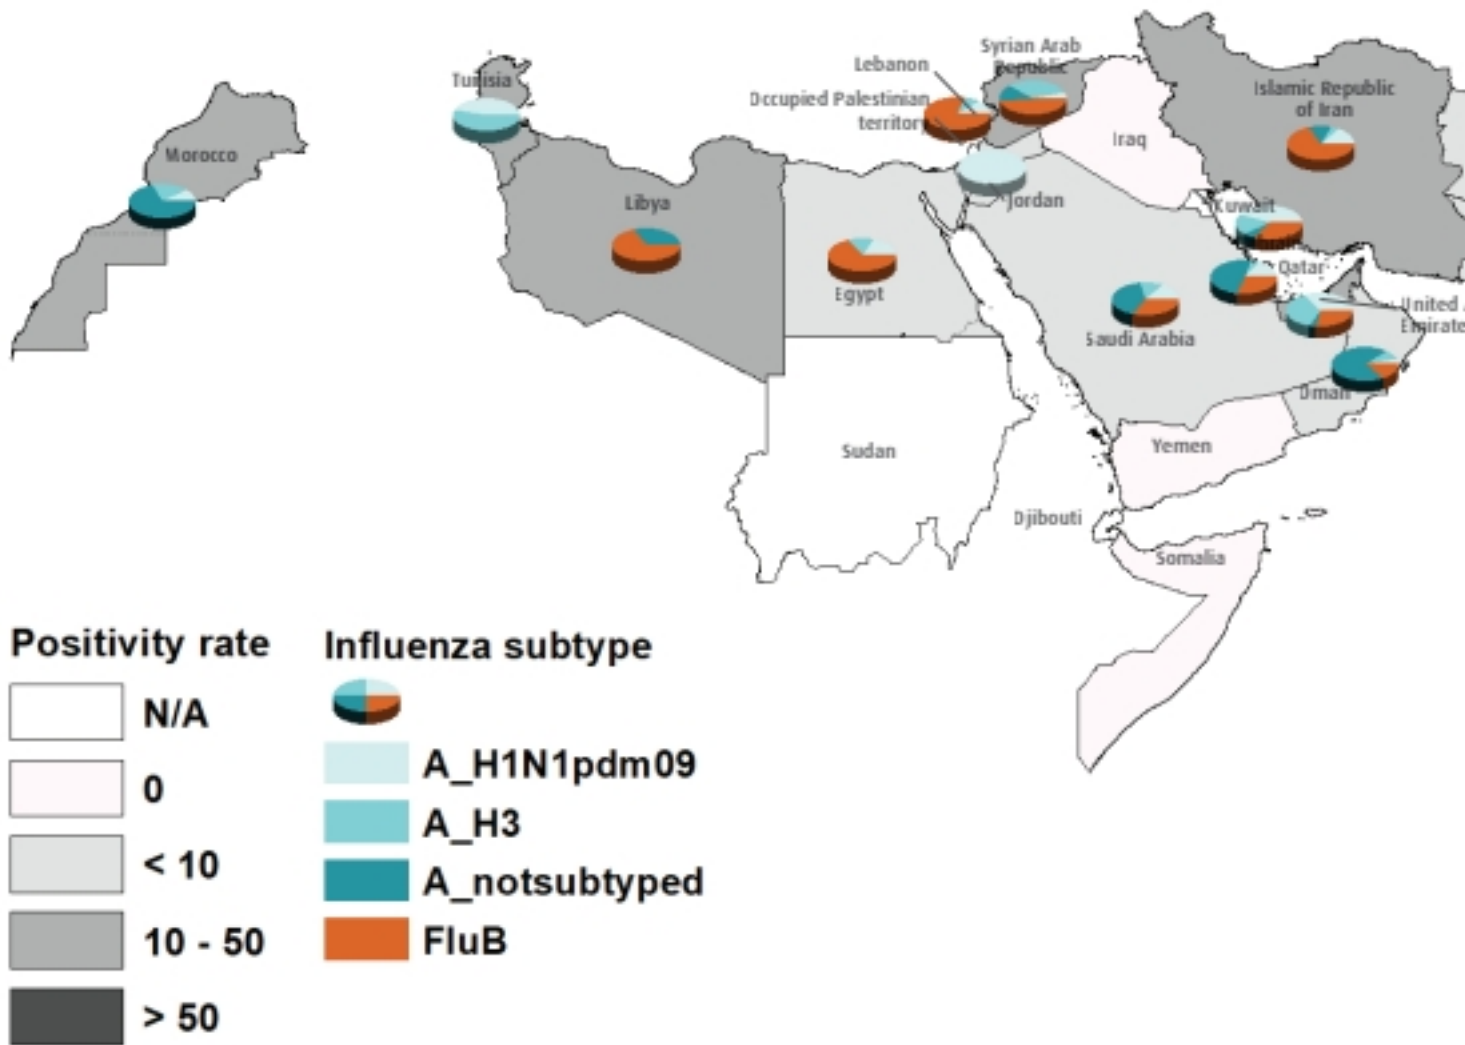 Syrian Arab
Republic
Lebanon
Tunisia
Occupied Palestinian
territory
Islamic Republic
of Iran
Iraq
Morocco
Libya
Jordan
Kuwait
Qatar
Egypt
United
Emirate
Saudi Arabia
Oman
Yemen
Sudan
Djibouti
Somalia
Positivity rate
N/A
0
< 10
10 - 50
> 50
Influenza subtype
A_H1N1pdm09
A_H3
A_notsubtyped
FluB